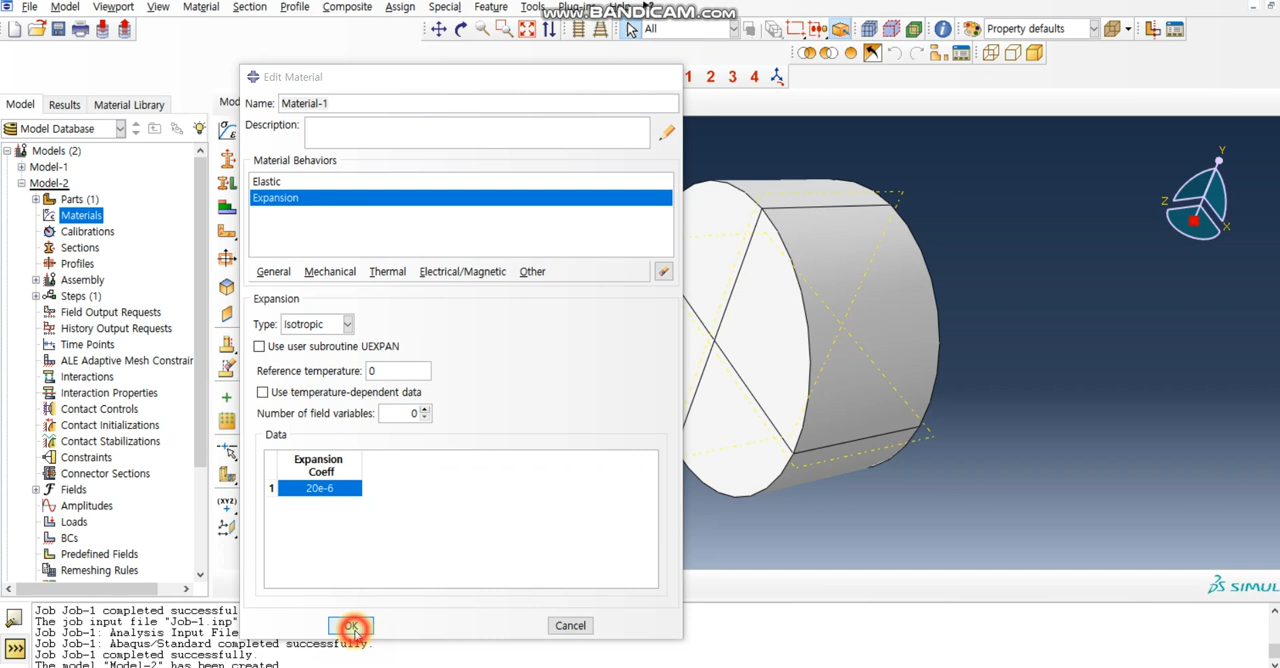 File Model Viewport View Material Section Profile Composite Assign Special Feature Tools
www.BANDICAM.com
All
Property defaults
1 2 3 4
Model Results Material Library
Model Database
Models (2)
Model-1
Model-2
Parts (1)
Materials
Calibrations
Sections
Profiles
Assembly
Steps (1)
Field Output Requests
History Output Requests
Time Points
ALE Adaptive Mesh Constrain
Interactions
Interaction Properties
Contact Controls
Contact Initializations
Contact Stabilizations
Constraints
Connector Sections
Fields
Amplitudes
Loads
BCs
Predefined Fields
Remeshing Rules
Mod
(XYZ)
Edit Material
Name: Material-1
Description:
Material Behaviors
Elastic
Expansion
General Mechanical Thermal Electrical/Magnetic Other
Expansion
Type: Isotropic
Use user subroutine UEXPAN
Reference temperature: 0
Use temperature-dependent data
Number of field variables: 0
Data
Expansion
Coeff
1 20e-6
OK Cancel
Y
Z
X
SIMUL
Job Job-1 completed successful
The job input file "Job-1.inp"
Job Job-1: Analysis Input File
Job Job-1: Abaqus/Standard completed successfully.
Job Job-1 completed successfully.
The model "Model-2" has been created.
>>>